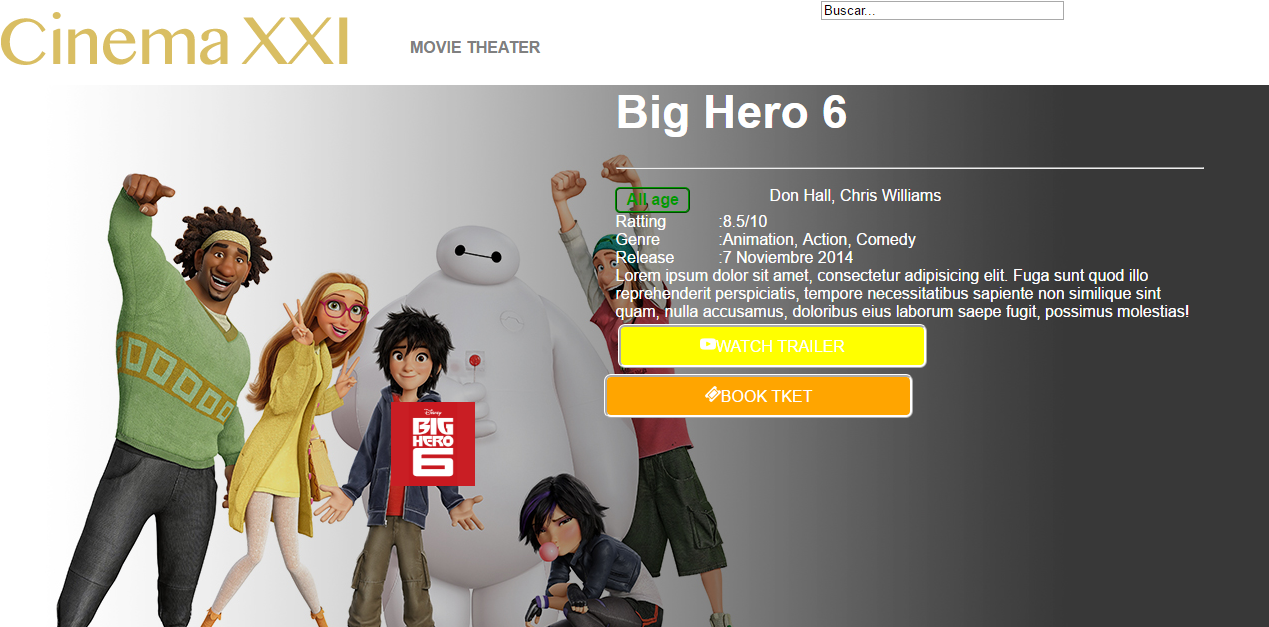 Cinema XXI
MOVIE THEATER
Buscar...
Big Hero 6
All age
Don Hall, Chris Williams
Ratting :8.5/10
Genre :Animation, Action, Comedy
Release :7 Noviembre 2014
Lorem ipsum dolor sit amet, consectetur adipisicing elit. Fuga sunt quod illo
reprehenderit perspiciatis, tempore necessitatibus sapiente non similique sint
quam, nulla accusamus, doloribus eius laborum saepe fugit, possimus molestias!
WATCH TRAILER
BOOK TKET
Disney
BIG
HERO
6